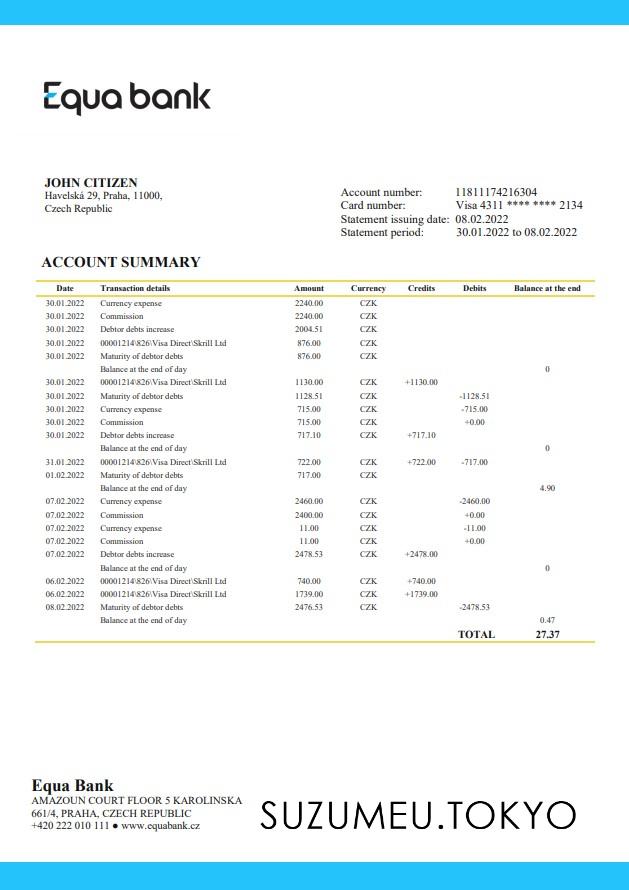 Equa bank
JOHN CITIZEN
Havelská 29, Praha, 11000,
Czech Republic
Account number: 11811174216304
Card number: Visa 4311 **** **** 2134
Statement issuing date: 08.02.2022
Statement period: 30.01.2022 to 08.02.2022
ACCOUNT SUMMARY
Date Transaction details Amount Currency Credits Debits Balance at the end
30.01.2022 Currency expense 2240.00 CZK
30.01.2022 Commission 2240.00 CZK
30.01.2022 Debtor debts increase 2004.51 CZK
30.01.2022 00001214\826\Visa Direct\Skrill Ltd 876.00 CZK
30.01.2022 Maturity of debtor debts 876.00 CZK
Balance at the end of day 0
30.01.2022 00001214\826\Visa Direct\Skrill Ltd 1130.00 CZK +1130.00
30.01.2022 Maturity of debtor debts 1128.51 CZK -1128.51
30.01.2022 Currency expense 715.00 CZK -715.00
30.01.2022 Commission 715.00 CZK +0.00
30.01.2022 Debtor debts increase 717.10 CZK +717.10
Balance at the end of day 0
31.01.2022 00001214\826\Visa Direct\Skrill Ltd 722.00 CZK +722.00 -717.00
01.02.2022 Maturity of debtor debts 717.00 CZK
Balance at the end of day 4.90
07.02.2022 Currency expense 2460.00 CZK -2460.00
07.02.2022 Commission 2400.00 CZK +0.00
07.02.2022 Currency expense 11.00 CZK -11.00
07.02.2022 Commission 11.00 CZK +0.00
07.02.2022 Debtor debts increase 2478.53 CZK +2478.00
Balance at the end of day 0
06.02.2022 00001214\826\Visa Direct\Skrill Ltd 740.00 CZK +740.00
06.02.2022 00001214\826\Visa Direct\Skrill Ltd 1739.00 CZK +1739.00
08.02.2022 Maturity of debtor debts 2476.53 CZK -2478.53
Balance at the end of day 0.47
TOTAL 27.37
Equa Bank
AMAZOUN COURT FLOOR 5 KAROLINSKA
661/4, PRAHA, CZECH REPUBLIC
+420 222 010 111 ● www.equabank.cz
SUZUMEU.TOKYO